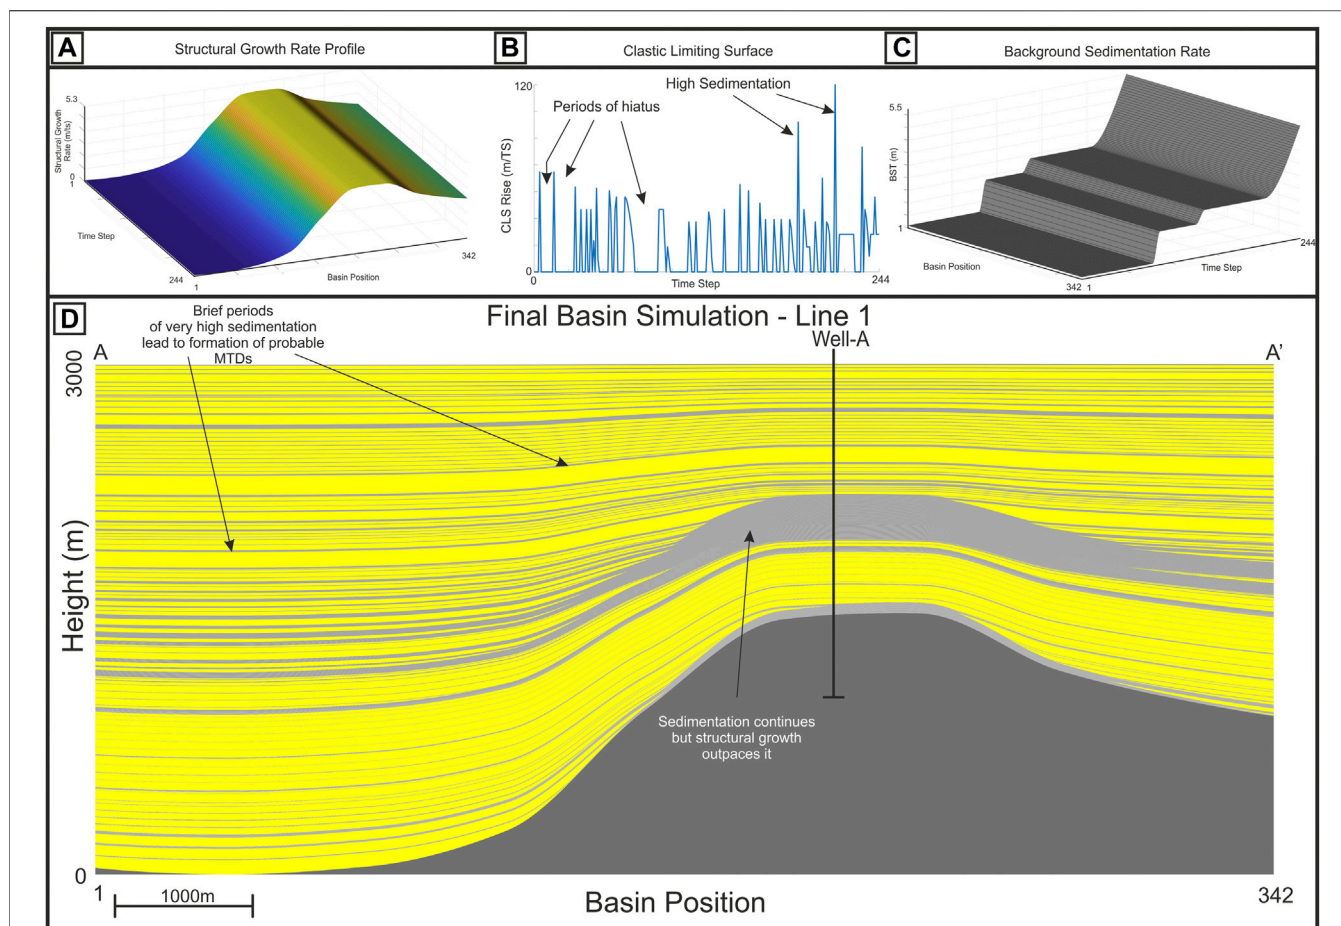 A
Structural Growth Rate Profile
5.3
Structural Growth
Rate (m/ts)
0
1
Time Step
244
1
Basin Position
342
B
Clastic Limiting Surface
120
CLS Rise (m/TS)
0
0
Time Step
244
Periods of hiatus
High Sedimentation
C
Background Sedimentation Rate
5.5
BST (m)
1
Basin Position
342
1
Time Step
244
D
Final Basin Simulation - Line 1
Brief periods
of very high sedimentation
lead to formation of probable
MTDs
A
Well-A
A'
3000
Height (m)
0
Sedimentation continues
but structural growth
outpaces it
1
1000m
Basin Position
342